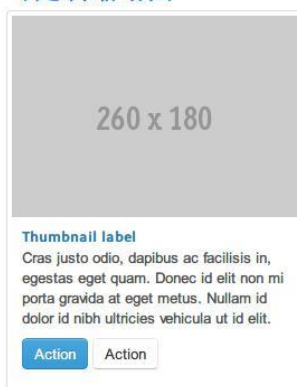 260 x 180
Thumbnail label
Cras justo odio, dapibus ac facilisis in,
egestas eget quam. Donec id elit non mi
porta gravida at eget metus. Nullam id
dolor id nibh ultricies vehicula ut id elit.
Action Action